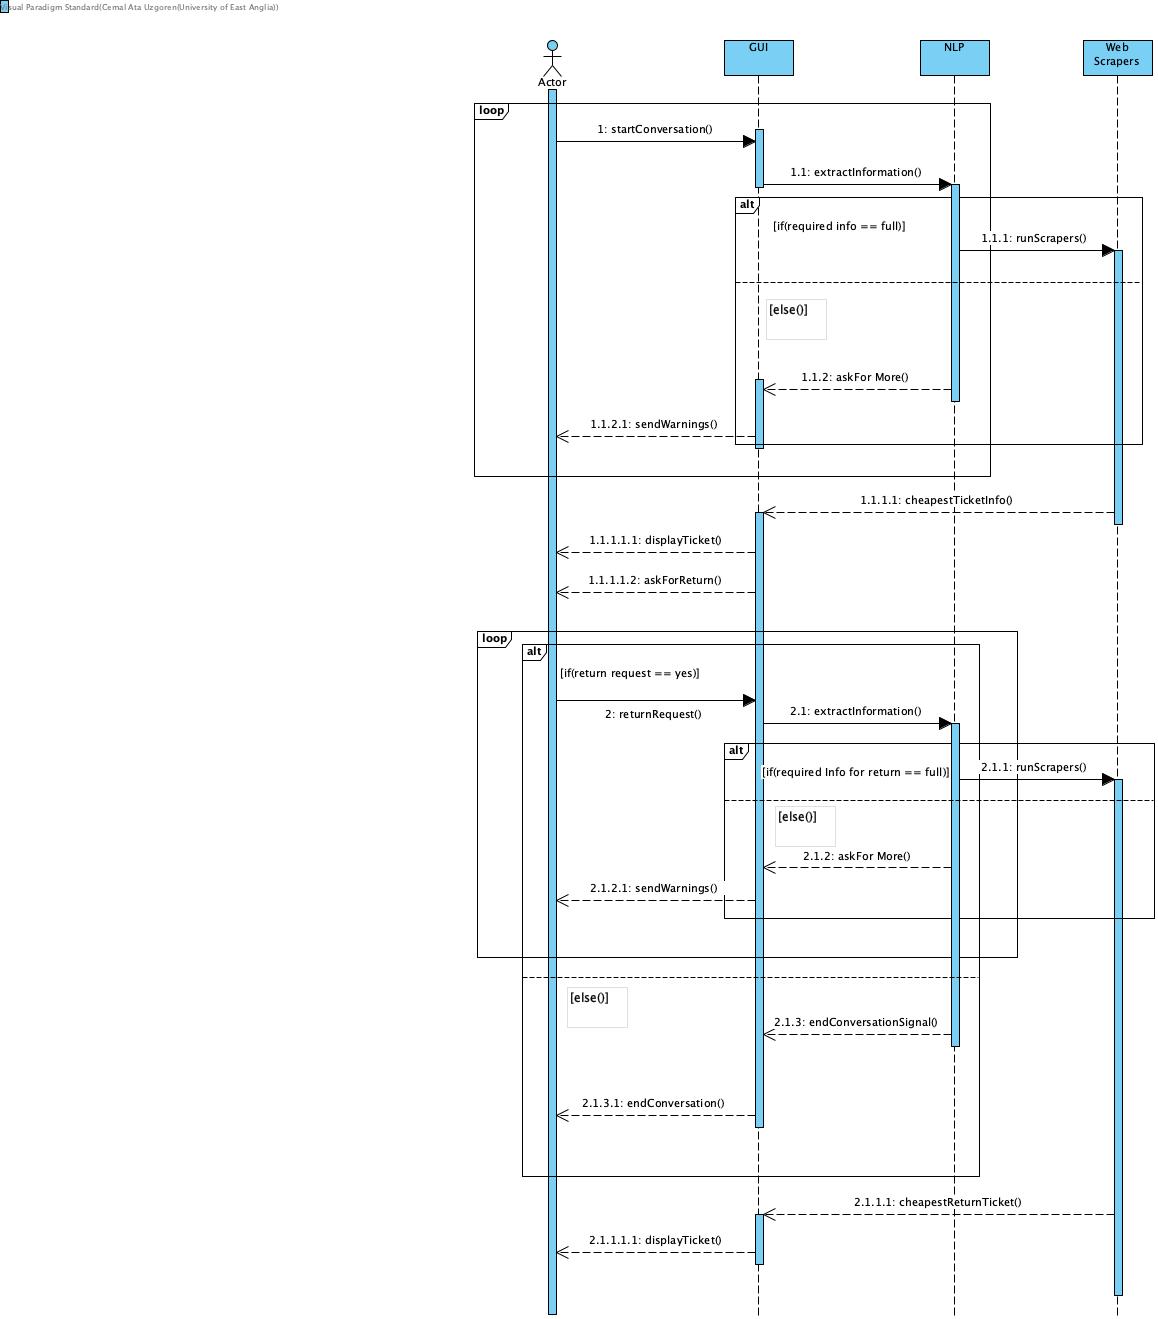 Visual Paradigm Standard(Cemal Ata Uzgoren(University of East Anglia))
Actor
GUI
NLP
Web
Scrapers
loop
1: startConversation()
1.1: extractInformation()
alt
[if(required info == full)]
1.1.1: runScrapers()
[else()]
1.1.2: askFor More()
1.1.2.1: sendWarnings()
1.1.1.1: cheapestTicketInfo()
1.1.1.1.1: displayTicket()
1.1.1.1.2: askForReturn()
loop
alt
[if(return request == yes)]
2: returnRequest()
2.1: extractInformation()
alt
[if(required Info for return == full)]
2.1.1: runScrapers()
[else()]
2.1.2: askFor More()
2.1.2.1: sendWarnings()
[else()]
2.1.3: endConversationSignal()
2.1.3.1: endConversation()
2.1.1.1: cheapestReturnTicket()
2.1.1.1.1: displayTicket()